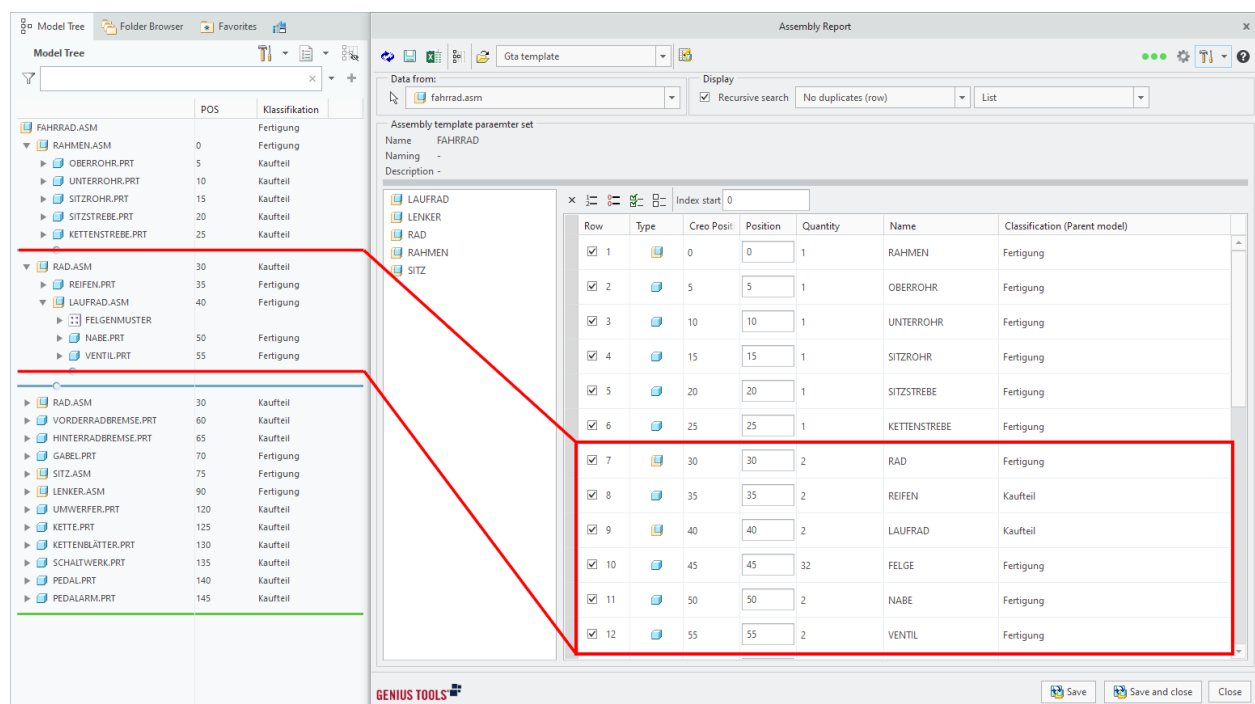 Model Tree Folder Browser Favorites
Model Tree
POS Klassifikation
FAHRRAD.ASM Fertigung
RAHMEN.ASM 0 Fertigung
OBERROHR.PRT 5 Kaufteil
UNTERROHR.PRT 10 Kaufteil
SITZROHR.PRT 15 Kaufteil
SITZSTREBE.PRT 20 Kaufteil
KETTENSTREBE.PRT 25 Kaufteil
RAD.ASM 30 Kaufteil
REIFEN.PRT 35 Fertigung
LAUFRAD.ASM 40 Fertigung
FELGENMUSTER
NABE.PRT 50 Fertigung
VENTIL.PRT 55 Fertigung
RAD.ASM 30 Kaufteil
VORDERRADBREMSE.PRT 60 Kaufteil
HINTERRADBREMSE.PRT 65 Kaufteil
GABEL.PRT 70 Fertigung
SITZ.ASM 75 Fertigung
LENKER.ASM 90 Fertigung
UMWERFER.PRT 120 Kaufteil
KETTE.PRT 125 Kaufteil
KETTENBLÄTTER.PRT 130 Kaufteil
SCHALTWERK.PRT 135 Kaufteil
PEDAL.PRT 140 Kaufteil
PEDALARM.PRT 145 Kaufteil
Assembly Report
Gta template
Data from: Display
fahrrad.asm Recursive search No duplicates (row) List
Assembly template paraemter set
Name FAHRRAD
Naming -
Description -
LAUFRAD
LENKER
RAD
RAHMEN
SITZ
Index start 0
Row Type Creo Posit Position Quantity Name Classification (Parent model)
1 0 0 1 RAHMEN Fertigung
2 5 5 1 OBERROHR Fertigung
3 10 10 1 UNTERROHR Fertigung
4 15 15 1 SITZROHR Fertigung
5 20 20 1 SITZSTREBE Fertigung
6 25 25 1 KETTENSTREBE Fertigung
7 30 30 2 RAD Fertigung
8 35 35 2 REIFEN Kaufteil
9 40 40 2 LAUFRAD Kaufteil
10 45 45 32 FELGE Fertigung
11 50 50 2 NABE Fertigung
12 55 55 2 VENTIL Fertigung
GENIUS TOOLS Save Save and close Close